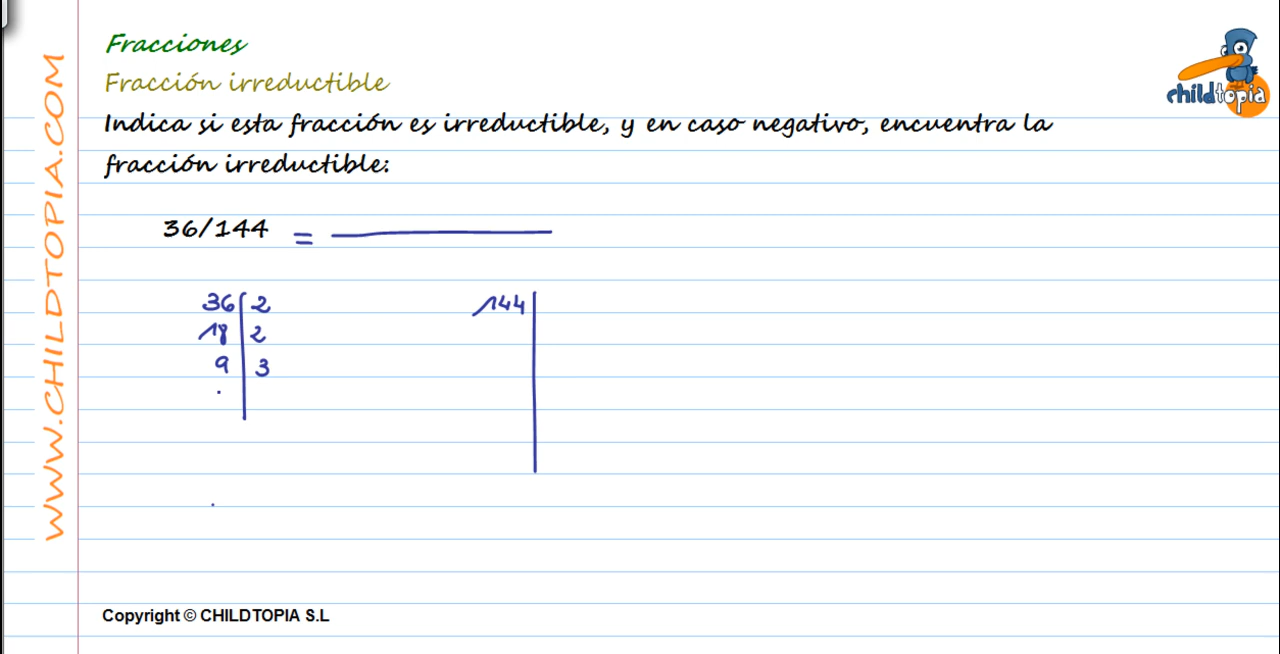 Fracciones
childtopia
Fracción irreductible
Indica si esta fracción es irreductible, y en caso negativo, encuentra la
fracción irreductible:
36/144 =
36 2
144
18 2
9 3
WWW.CHILDTOPIA.COM
Copyright © CHILDTOPIA S.L